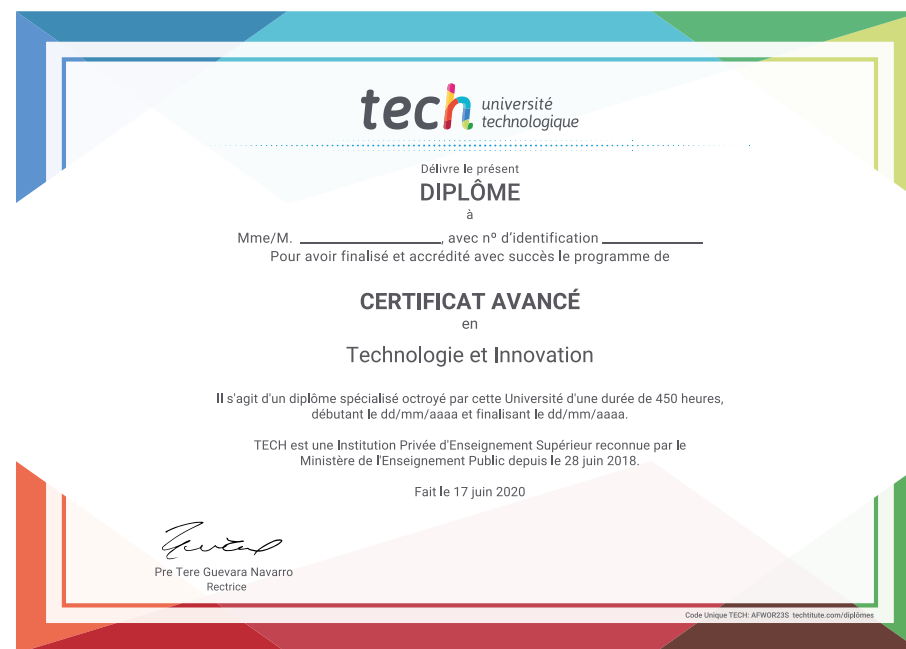 tech université
technologique
Délivre le présent
DIPLÔME
à
Mme/M. ____________________, avec nº d'identification ______________
Pour avoir finalisé et accrédité avec succès le programme de
CERTIFICAT AVANCÉ
en
Technologie et Innovation
Il s'agit d'un diplôme spécialisé octroyé par cette Université d'une durée de 450 heures,
débutant le dd/mm/aaaa et finalisant le dd/mm/aaaa.
TECH est une Institution Privée d'Enseignement Supérieur reconnue par le
Ministère de l'Enseignement Public depuis le 28 juin 2018.
Fait le 17 juin 2020
Pre Tere Guevara Navarro
Rectrice
Code Unique TECH: AFWOR23S techtitute.com/diplômes